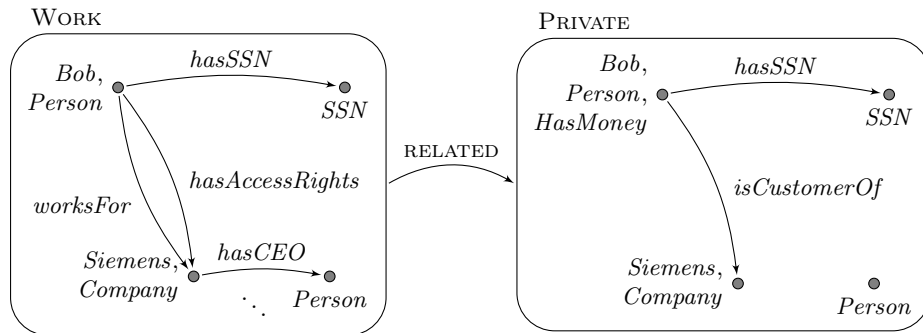 WORK
Bob,
Person
hasSSN
SSN
worksFor
hasAccessRights
Siemens,
Company
hasCEO
Person
RELATED
PRIVATE
Bob,
Person,
HasMoney
hasSSN
SSN
isCustomerOf
Siemens,
Company
Person